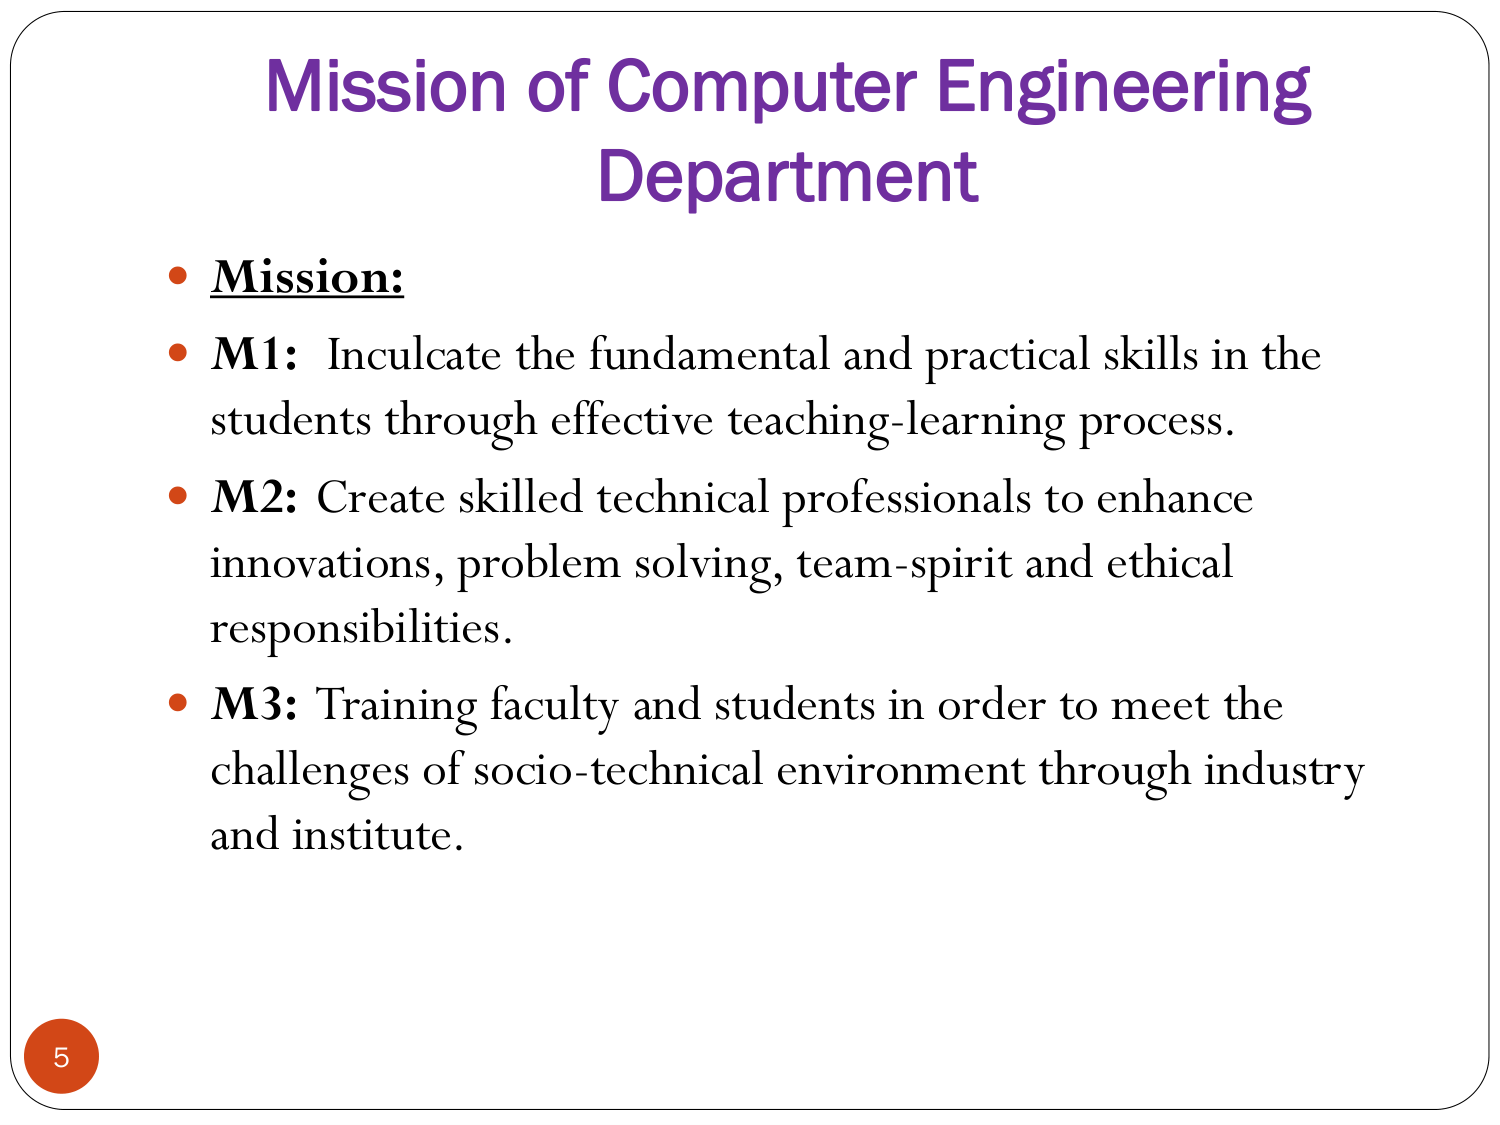 Mission of Computer Engineering
Department
• Mission:
• M1: Inculcate the fundamental and practical skills in the
students through effective teaching-learning process.
• M2: Create skilled technical professionals to enhance
innovations, problem solving, team-spirit and ethical
responsibilities.
• M3: Training faculty and students in order to meet the
challenges of socio-technical environment through industry
and institute.
5